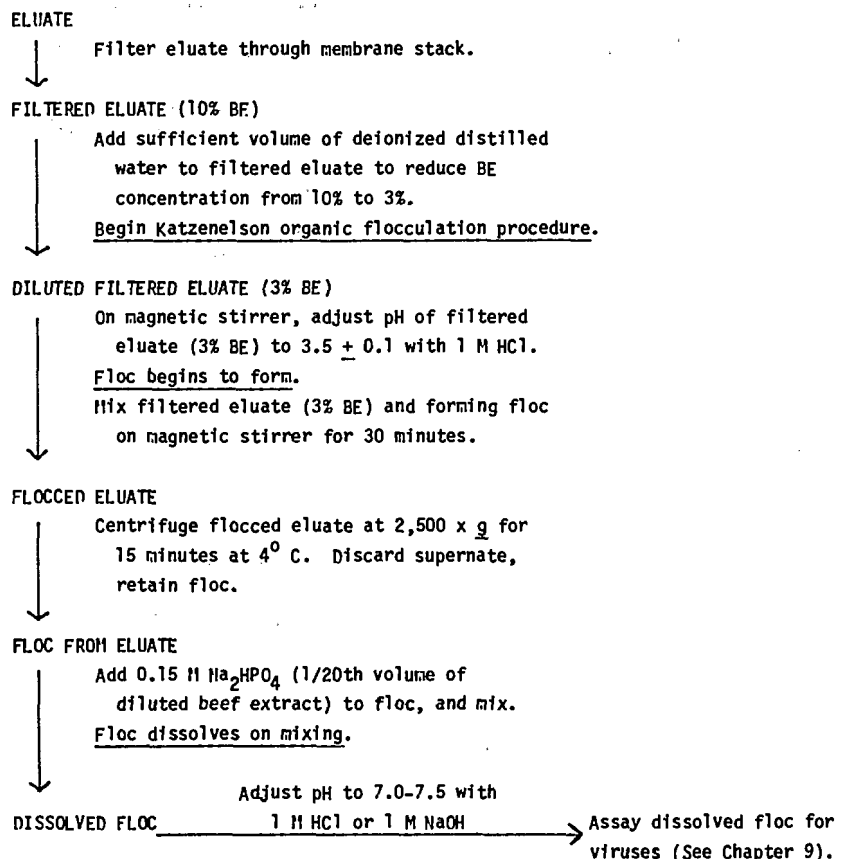 ELUATE
Filter eluate through membrane stack.
FILTERED ELUATE (10% BE)
Add sufficient volume of deionized distilled
water to filtered eluate to reduce BE
concentration from 10% to 3%.
Begin Katzenelson organic flocculation procedure.
DILUTED FILTERED ELUATE (3% BE)
On magnetic stirrer, adjust pH of filtered
eluate (3% BE) to 3.5 ± 0.1 with 1 M HCl.
Floc begins to form.
Mix filtered eluate (3% BE) and forming floc
on magnetic stirrer for 30 minutes.
FLOCCED ELUATE
Centrifuge flocced eluate at 2,500 x g for
15 minutes at 4° C. Discard supernate,
retain floc.
FLOC FROM ELUATE
Add 0.15 M Na₂HPO₄ (1/20th volume of
diluted beef extract) to floc, and mix.
Floc dissolves on mixing.
Adjust pH to 7.0-7.5 with
DISSOLVED FLOC 1 M HCl or 1 M NaOH Assay dissolved floc for
viruses (See Chapter 9).